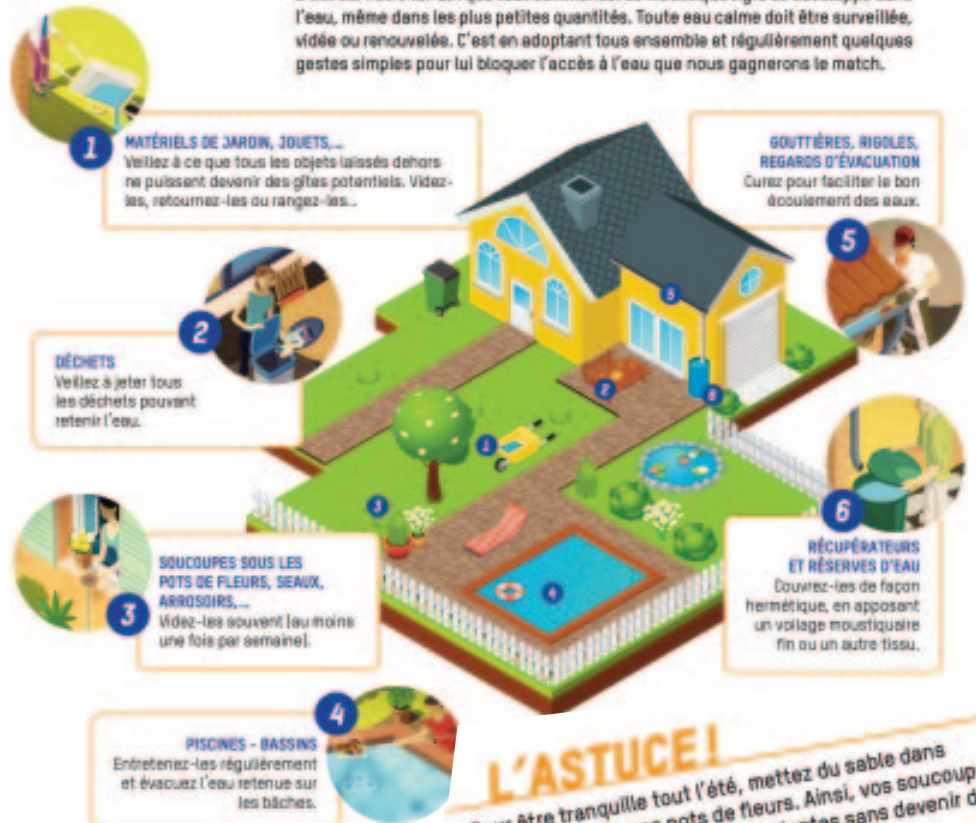 l'eau, même dans les plus petites quantités. Toute eau calme doit être surveillée,
vidée ou renouvelée. C'est en adoptant tous ensemble et régulièrement quelques
gestes simples pour lui bloquer l'accès à l'eau que nous gagnerons le match.
1
MATÉRIELS DE JARDIN, JOUETS,...
Veillez à ce que tous les objets laissés dehors
ne puissent devenir des gîtes potentiels. Videz-
les, retournez-les ou rangez-les...
GOUTTIÈRES, RIGOLES,
REGARDS D'ÉVACUATION
Curez pour faciliter le bon
écoulement des eaux.
5
2
DÉCHETS
Veillez à jeter tous
les déchets pouvant
retenir l'eau.
5
2
6
1
3
4
3
SOUCOUPES SOUS LES
POTS DE FLEURS, SEAUX,
ARROSOIRS,...
Videz-les souvent (au moins
une fois par semaine).
6
RÉCUPÉRATEURS
ET RÉSERVES D'EAU
Couvrez-les de façon
hermétique, en apposant
un voilage moustiquaire
fin ou un autre tissu.
4
PISCINES - BASSINS
Entretenez-les régulièrement
et évacuez l'eau retenue sur
les bâches.
L'ASTUCE !
être tranquille tout l'été, mettez du sable dans
pots de fleurs. Ainsi, vos soucoup
sans devenir d